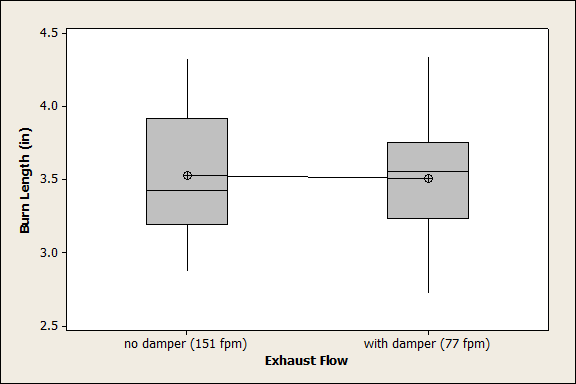 4.5
4.0
3.5
3.0
2.5
Burn Length (in)
no damper (151 fpm)
with damper (77 fpm)
Exhaust Flow